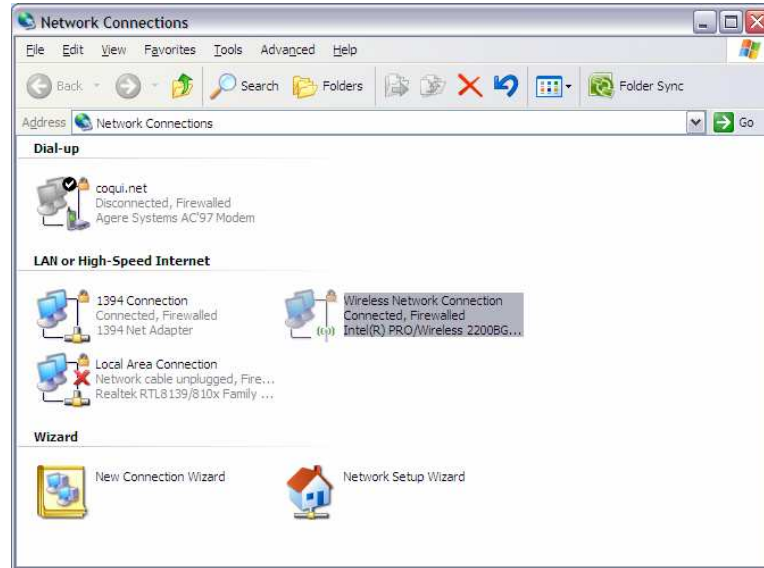 Network Connections
File Edit View Favorites Tools Advanced Help
Back Search Folders Folder Sync
Address Network Connections Go
Dial-up
coqui.net
Disconnected, Firewalled
Agere Systems AC'97 Modem
LAN or High-Speed Internet
1394 Connection
Connected, Firewalled
1394 Net Adapter
Wireless Network Connection
Connected, Firewalled
Intel(R) PRO/Wireless 2200BG...
Local Area Connection
Network cable unplugged, Fire...
Realtek RTL8139/810x Family ...
Wizard
New Connection Wizard
Network Setup Wizard